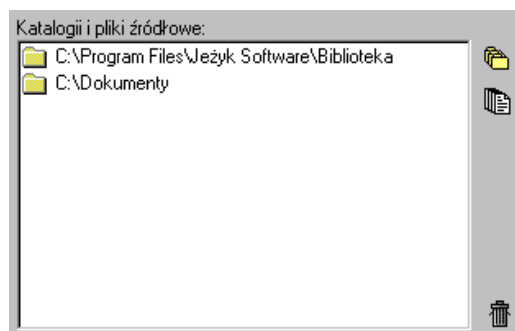 Katalogii i pliki źródłowe:
C:\Program Files\Jeżyk Software\Biblioteka
C:\Dokumenty